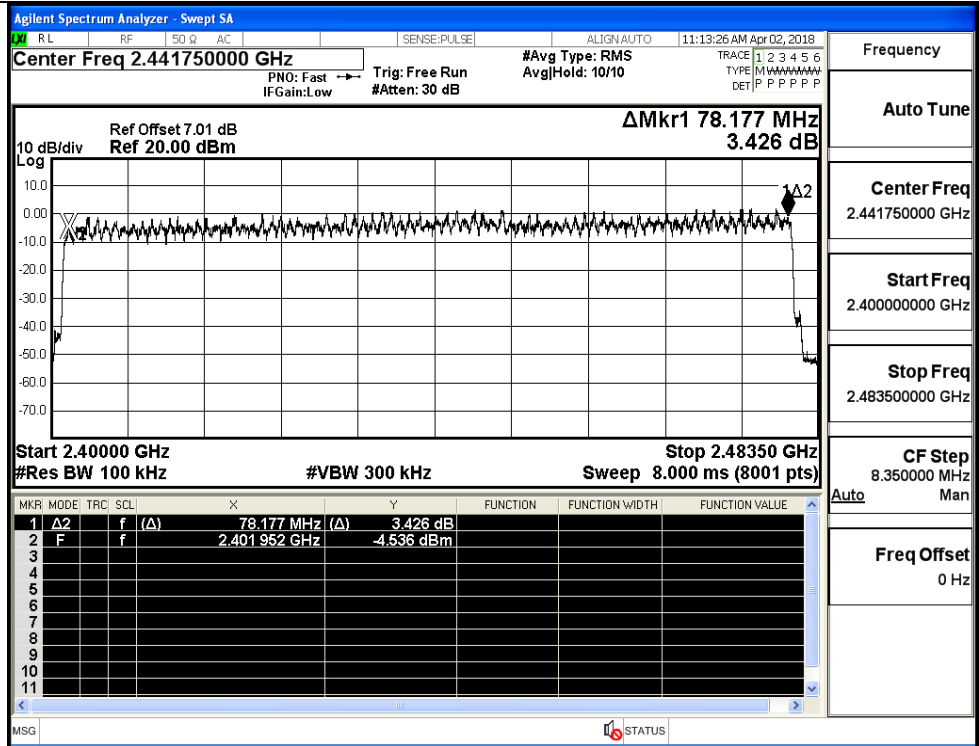 Agilent Spectrum Analyzer - Swept SA
LXI RL RF 50 Ω AC SENSE:PULSE ALIGN AUTO 11:13:26 AM Apr 02, 2018
Center Freq 2.441750000 GHz
PNO: Fast
IFGain:Low
Trig: Free Run
#Atten: 30 dB
#Avg Type: RMS
Avg|Hold: 10/10
TRACE 1 2 3 4 5 6
TYPE M W W W W W
DET P P P P P P
ΔMkr1 78.177 MHz
3.426 dB
Ref Offset 7.01 dB
10 dB/div Ref 20.00 dBm
Log
10.0
0.00
-10.0
-20.0
-30.0
-40.0
-50.0
-60.0
-70.0
1Δ2
Start 2.40000 GHz Stop 2.48350 GHz
#Res BW 100 kHz #VBW 300 kHz Sweep 8.000 ms (8001 pts)
MKR MODE TRC SCL X Y FUNCTION FUNCTION WIDTH FUNCTION VALUE
1 Δ2 f (Δ) 78.177 MHz (Δ) 3.426 dB
2 F f 2.401 952 GHz -4.536 dBm
3
4
5
6
7
8
9
10
11
MSG STATUS
Frequency
Auto Tune
Center Freq
2.441750000 GHz
Start Freq
2.400000000 GHz
Stop Freq
2.483500000 GHz
CF Step
8.350000 MHz
Auto Man
Freq Offset
0 Hz